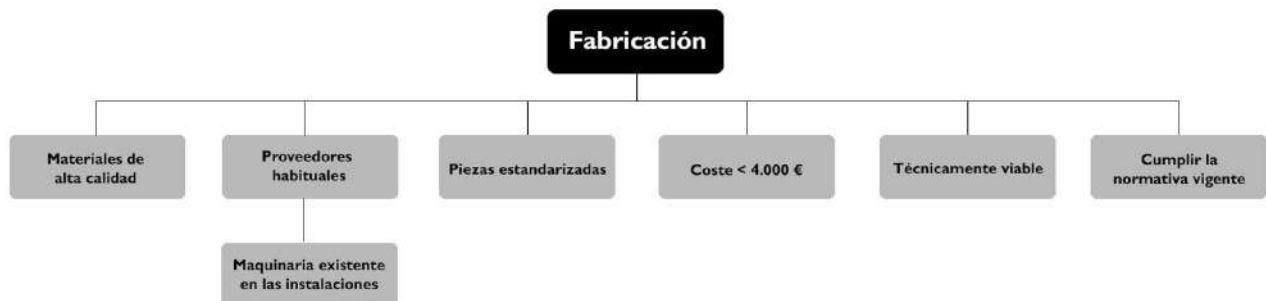 Fabricación
Materiales de
alta calidad
Proveedores
habituales
Piezas estandarizadas
Coste < 4.000 €
Técnicamente viable
Cumplir la
normativa vigente
Maquinaria existente
en las instalaciones